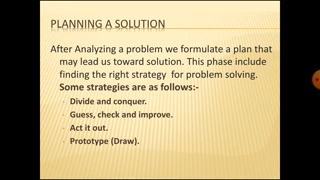 PLANNING A SOLUTION
After Analyzing a problem we formulate a plan that
may lead us toward solution. This phase include
finding the right strategy for problem solving.
Some strategies are as follows:-
Divide and conquer.
Guess, check and improve.
Act it out.
Prototype (Draw).